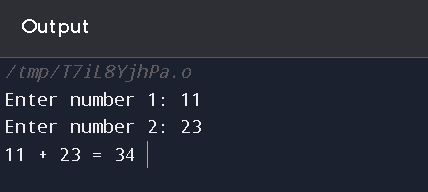 Output
/tmp/T7iL8YjhPa.o
Enter number 1: 11
Enter number 2: 23
11 + 23 = 34